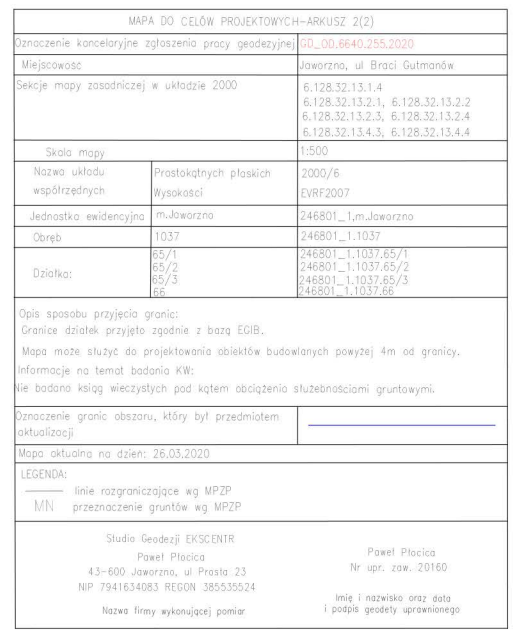 MAPA DO CELÓW PROJEKTOWYCH-ARKUSZ 2(2)
Oznaczenie kancelaryjne zgłoszenia pracy geodezyjnej GD_OD.6640.255.2020
Miejscowość Jaworzno, ul Braci Gutmanów
Sekcje mapy zasadniczej w układzie 2000
6.128.32.13.1.4
6.128.32.13.2.1, 6.128.32.13.2.2
6.128.32.13.2.3, 6.128.32.13.2.4
6.128.32.13.4.3, 6.128.32.13.4.4
Skala mapy 1:500
Nazwa układu współrzędnych
Prostokątnych płaskich 2000/6
Wysokości EVRF2007
Jednostka ewidencyjna m.Jaworzno 246801_1,m.Jaworzno
Obręb 1037 246801_1.1037
Działka:
65/1 246801_1.1037.65/1
65/2 246801_1.1037.65/2
65/3 246801_1.1037.65/3
66 246801_1.1037.66
Opis sposobu przyjęcia granic:
Granice działek przyjęto zgodnie z bazą EGIB.
Mapa może służyć do projektowania obiektów budowlanych powyżej 4m od granicy.
Informacje na temat badania KW:
Nie badano ksiąg wieczystych pod kątem obciążenia służebnościami gruntowymi.
Oznaczenie granic obszaru, który był przedmiotem
aktualizacji
Mapa aktualna na dzień: 26.03.2020
LEGENDA:
linie rozgraniczające wg MPZP
MN przeznaczenie gruntów wg MPZP
Studio Geodezji EKSCENTR
Paweł Płocica
43-600 Jaworzno, ul Prosta 23
NIP 7941634083 REGON 385535524
Nazwa firmy wykonującej pomiar
Paweł Płocica
Nr upr. zaw. 20160
Imię i nazwisko oraz data
i podpis geodety uprawnionego